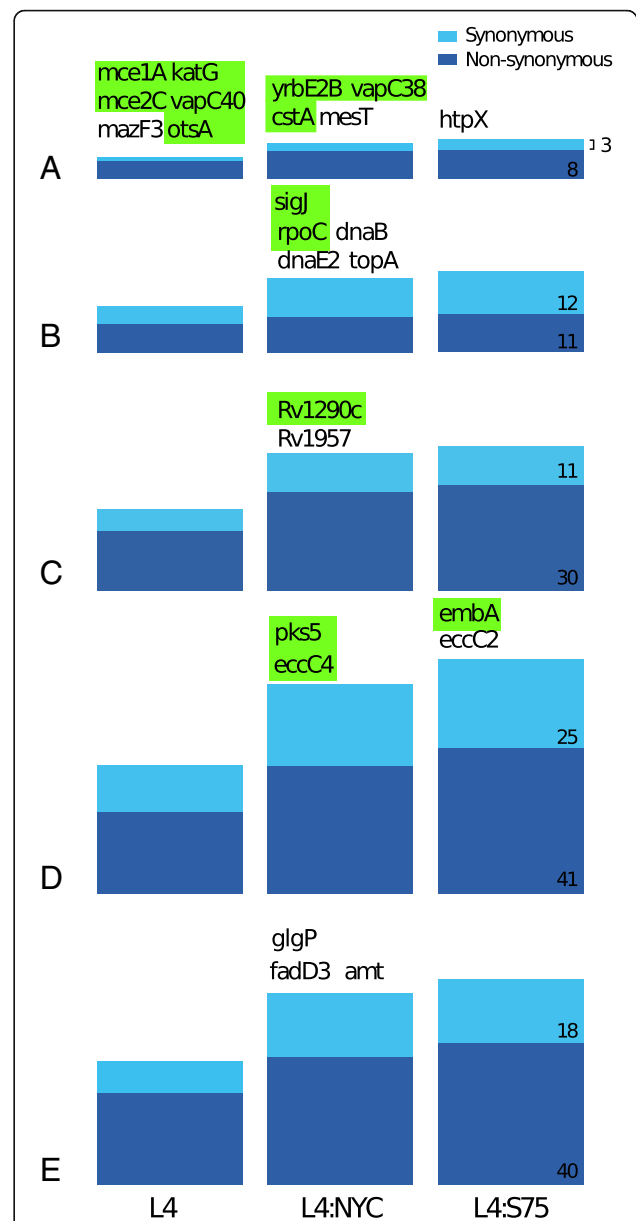 Synonymous
Non-synonymous
mce1A katG
mce2C vapC40
mazF3 otsA
yrbE2B vapC38
cstA mesT
htpX
3
A
8
sigJ
rpoC dnaB
dnaE2 topA
12
B
11
Rv1290c
Rv1957
11
C
30
pks5
eccC4
embA
eccC2
25
D
41
glgP
fadD3 amt
18
E
40
L4 L4:NYC L4:S75